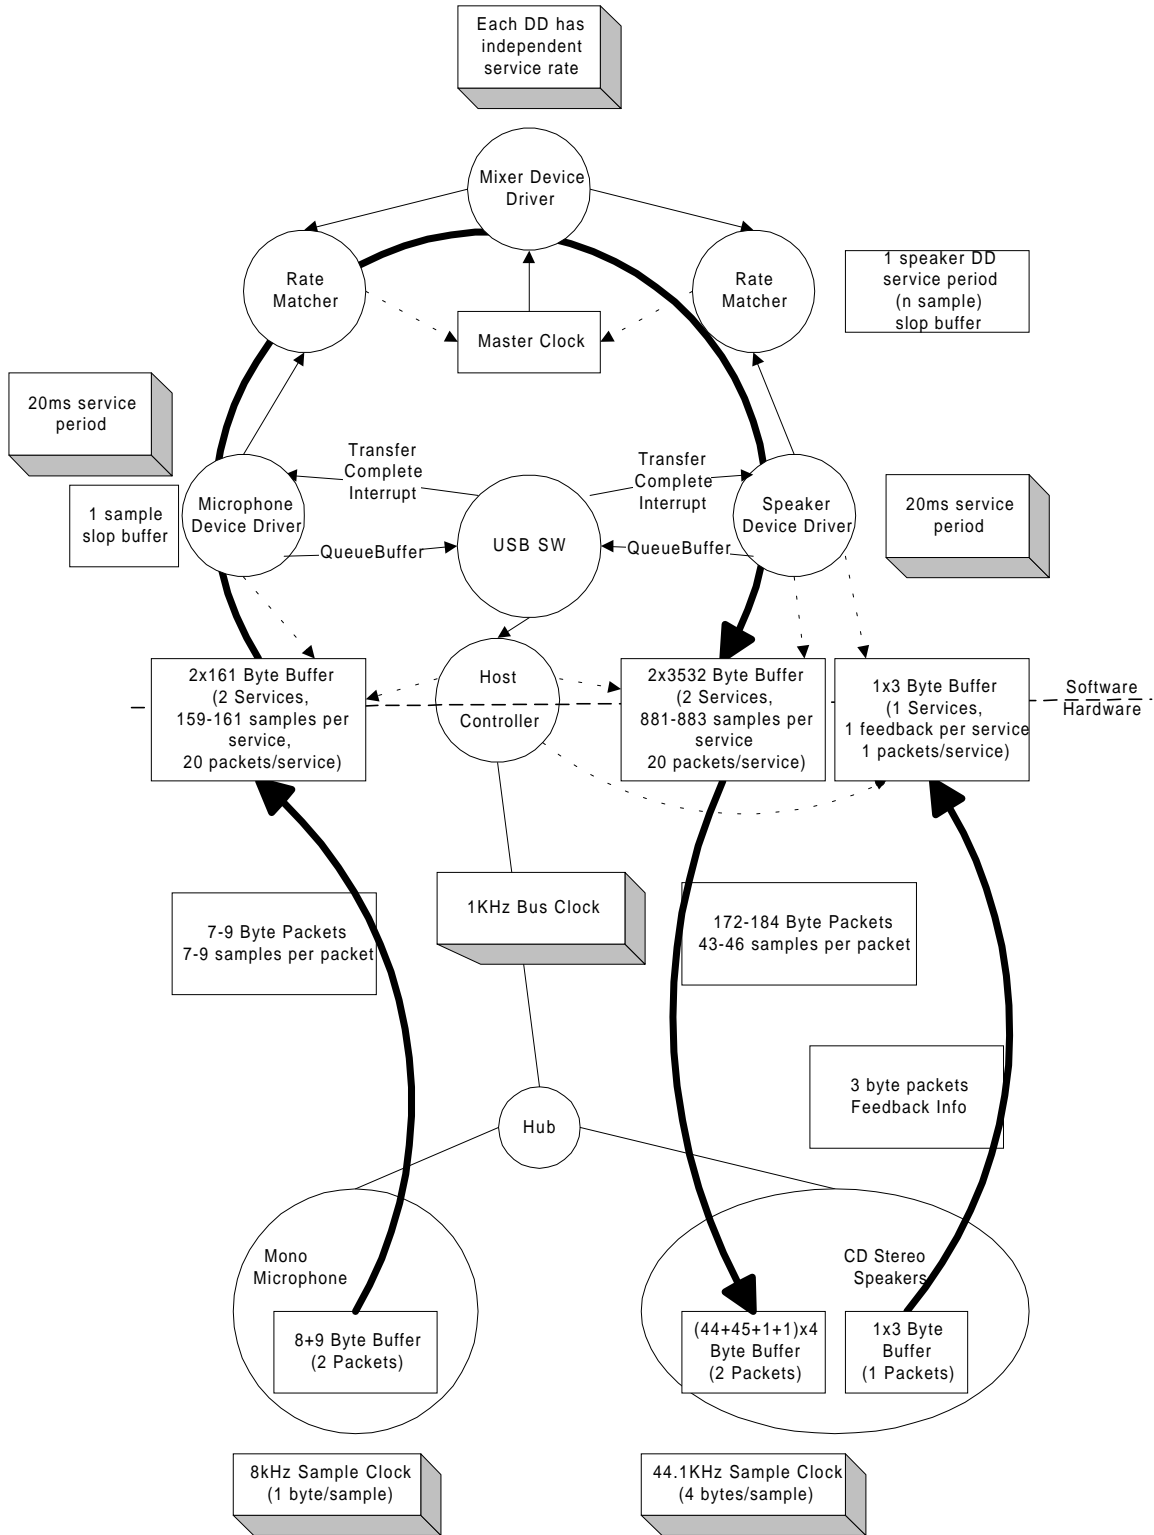 Each DD has
independent
service rate
Mixer Device
Driver
Rate
Matcher
Rate
Matcher
Master Clock
1 speaker DD
service period
(n sample)
slop buffer
20ms service
period
Transfer
Complete
Interrupt
Transfer
Complete
Interrupt
1 sample
slop buffer
Microphone
Device Driver
USB SW
Speaker
Device Driver
20ms service
period
QueueBuffer
QueueBuffer
2x161 Byte Buffer
(2 Services,
159-161 samples per
service,
20 packets/service)
Host
Controller
2x3532 Byte Buffer
(2 Services,
881-883 samples per
service
20 packets/service)
1x3 Byte Buffer
(1 Services,
1 feedback per service
1 packets/service)
Software
Hardware
7-9 Byte Packets
7-9 samples per packet
1KHz Bus Clock
172-184 Byte Packets
43-46 samples per packet
3 byte packets
Feedback Info
Hub
Mono
Microphone
8+9 Byte Buffer
(2 Packets)
CD Stereo
Speakers
(44+45+1+1)x4
Byte Buffer
(2 Packets)
1x3 Byte
Buffer
(1 Packets)
8kHz Sample Clock
(1 byte/sample)
44.1KHz Sample Clock
(4 bytes/sample)